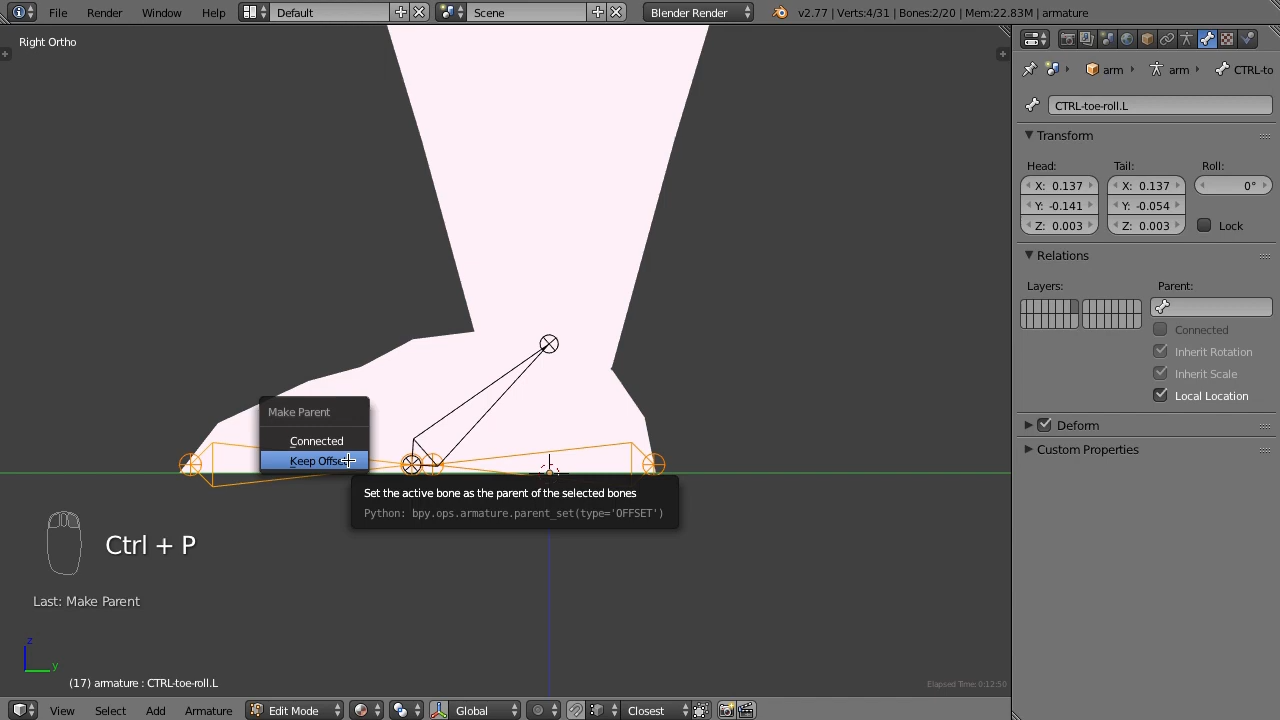 File Render Window Help Default Scene Blender Render v2.77 | Verts:4/31 | Bones:2/20 | Mem:22.83M | armature
Right Ortho
arm arm CTRL-to
CTRL-toe-roll.L
Transform
Head: Tail: Roll:
X: 0.137 X: 0.137 0°
Y: -0.141 Y: -0.054
Z: 0.003 Z: 0.003 Lock
Relations
Layers: Parent:
Connected
Inherit Rotation
Inherit Scale
Local Location
Deform
Custom Properties
Make Parent
Connected
Keep Offset
Set the active bone as the parent of the selected bones
Python: bpy.ops.armature.parent_set(type='OFFSET')
Ctrl + P
Last: Make Parent
z
y
(17) armature : CTRL-toe-roll.L
Elapsed Time: 0:12:50
View Select Add Armature Edit Mode Global Closest